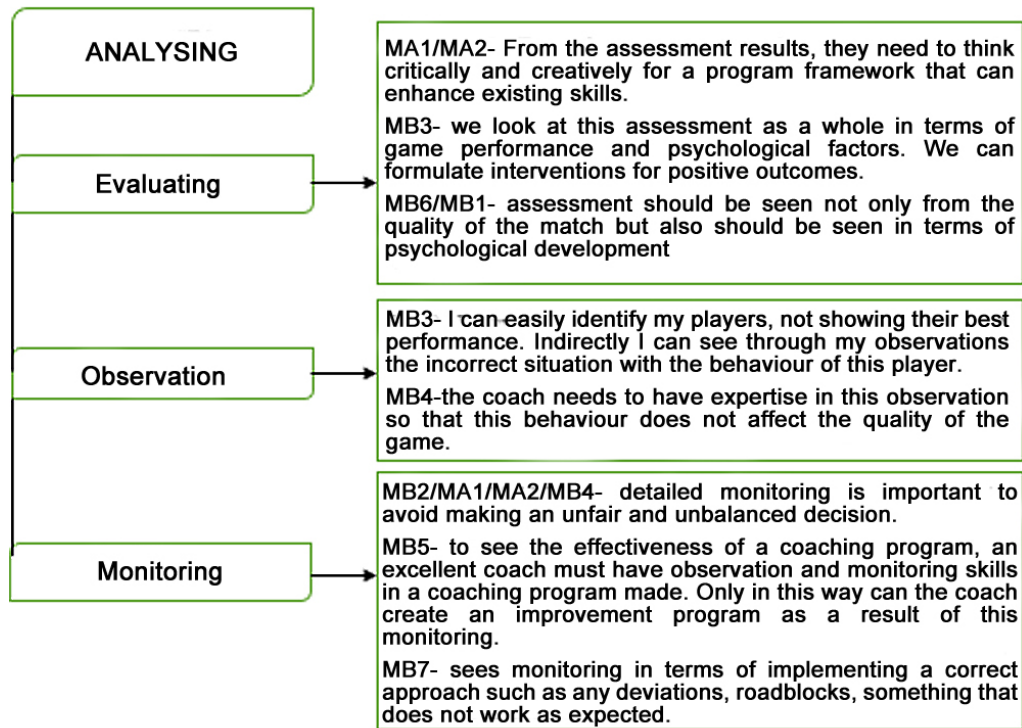 ANALYSING
MA1/MA2- From the assessment results, they need to think
critically and creatively for a program framework that can
enhance existing skills.
MB3- we look at this assessment as a whole in terms of
game performance and psychological factors. We can
formulate interventions for positive outcomes.
MB6/MB1- assessment should be seen not only from the
quality of the match but also should be seen in terms of
psychological development
Evaluating
MB3- I can easily identify my players, not showing their best
performance. Indirectly I can see through my observations
the incorrect situation with the behaviour of this player.
MB4-the coach needs to have expertise in this observation
so that this behaviour does not affect the quality of the
game.
Observation
MB2/MA1/MA2/MB4- detailed monitoring is important to
avoid making an unfair and unbalanced decision.
MB5- to see the effectiveness of a coaching program, an
excellent coach must have observation and monitoring skills
in a coaching program made. Only in this way can the coach
create an improvement program as a result of this
monitoring.
MB7- sees monitoring in terms of implementing a correct
approach such as any deviations, roadblocks, something that
does not work as expected.
Monitoring